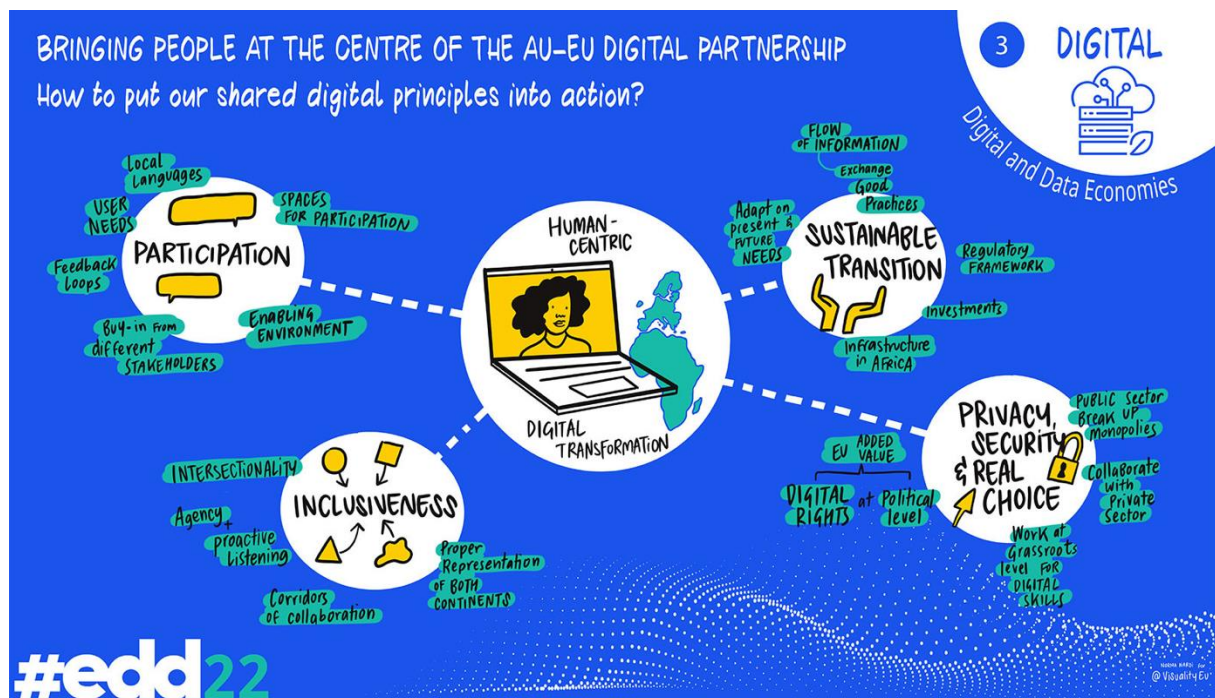 BRINGING PEOPLE AT THE CENTRE OF THE AU-EU DIGITAL PARTNERSHIP
How to put our shared digital principles into action?
3
DIGITAL
Digital and Data Economies
Local
Languages
USER
NEEDS
SPACES
FOR PARTICIPATION
PARTICIPATION
Feedback
Loops
Buy-in from
different
STAKEHOLDERS
ENABLING
ENVIRONMENT
HUMAN-
CENTRIC
DIGITAL
TRANSFORMATION
FLOW
OF INFORMATION
Exchange
Good
Practices
Adapt on
present &
FUTURE
NEEDS
SUSTAINABLE
TRANSITION
Regulatory
FRAMEWORK
Investments
Infrastructure
in AFRICA
INTERSECTIONALITY
INCLUSIVENESS
Agency +
proactive
Listening
Corridors
of collaboration
Proper
Representation
OF BOTH
CONTINENTS
PRIVACY,
SECURITY
& REAL
CHOICE
PUBLIC Sector
Break up
monopolies
Collaborate
with
Private
Sector
Work at
Grassroots
level FOR
DIGITAL
SKILLS
EU ADDED
VALUE
DIGITAL
RIGHTS
at Political
level
#edd22
@VisualityEu